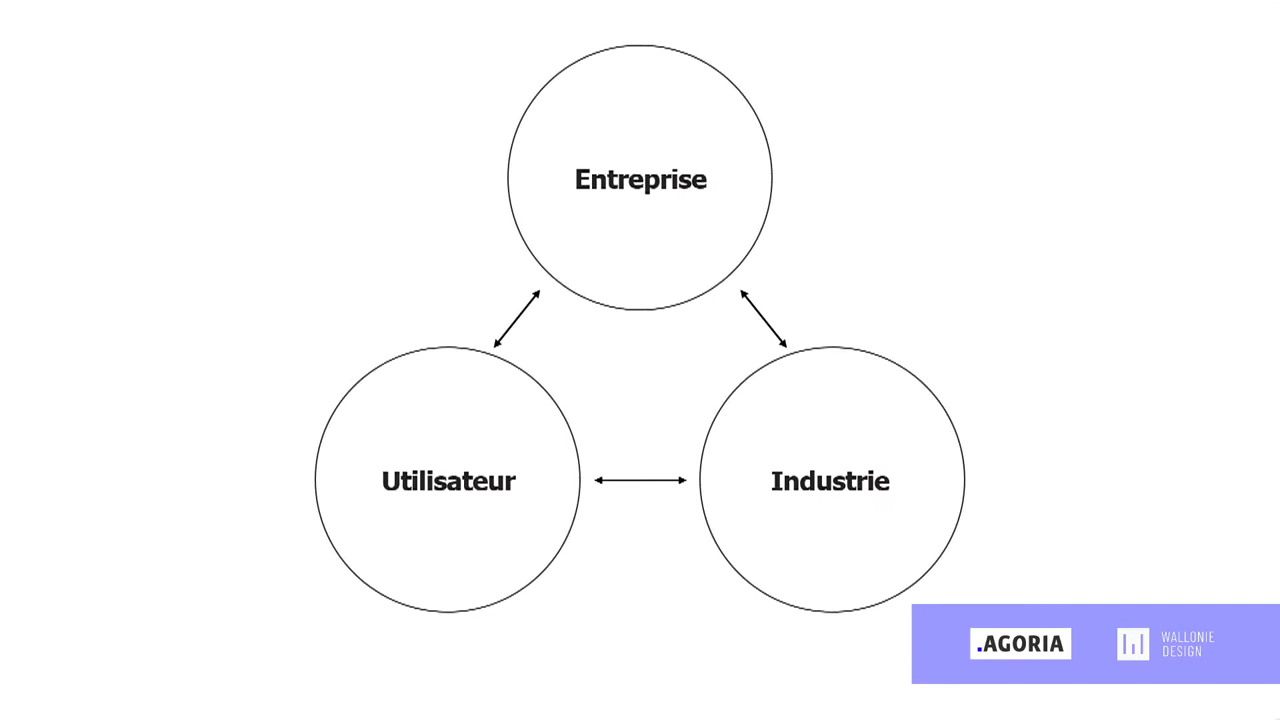 Entreprise
Utilisateur
Industrie
.AGORIA
WALLONIE
DESIGN